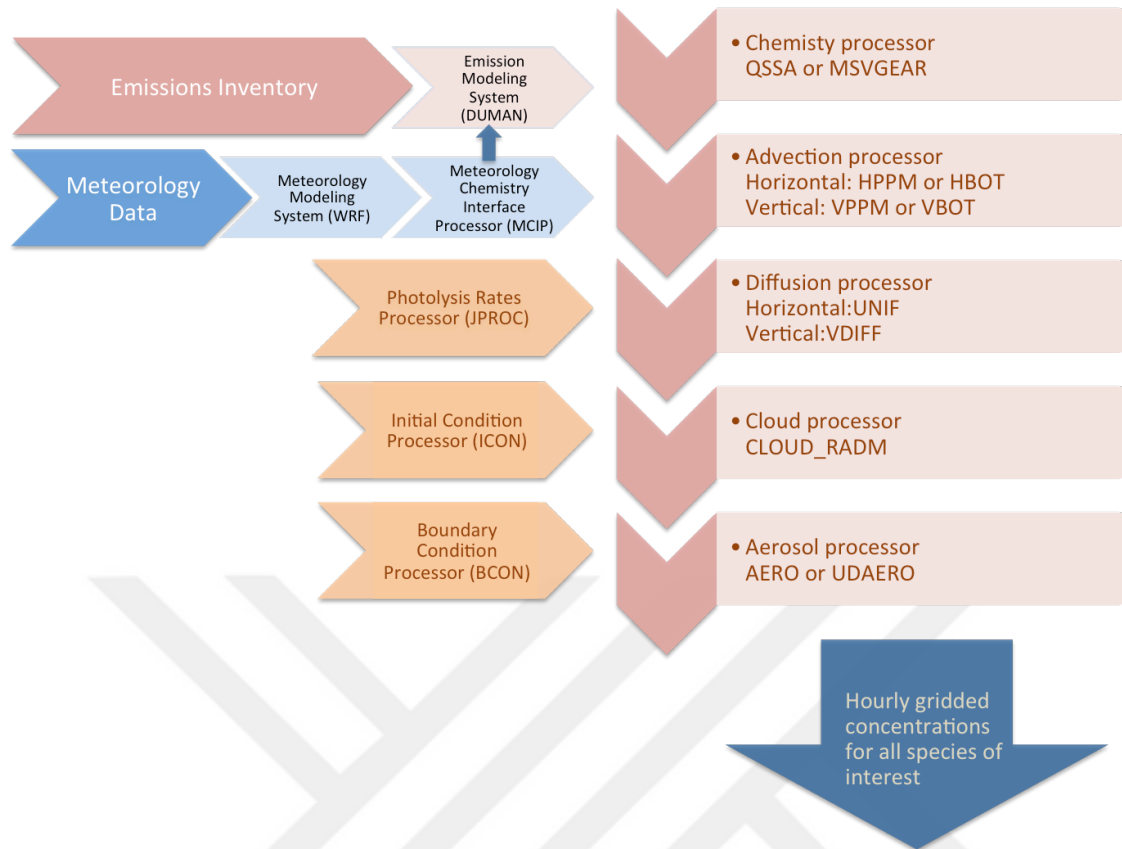 Emissions Inventory
Emission
Modeling
System
(DUMAN)
Meteorology
Data
Meteorology
Modeling
System (WRF)
Meteorology
Chemistry
Interface
Processor (MCIP)
Photolysis Rates
Processor (JPROC)
Initial Condition
Processor (ICON)
Boundary
Condition
Processor (BCON)
• Chemisty processor
QSSA or MSVGEAR
• Advection processor
Horizontal: HPPM or HBOT
Vertical: VPPM or VBOT
• Diffusion processor
Horizontal:UNIF
Vertical:VDIFF
• Cloud processor
CLOUD_RADM
• Aerosol processor
AERO or UDAERO
Hourly gridded
concentrations
for all species of
interest